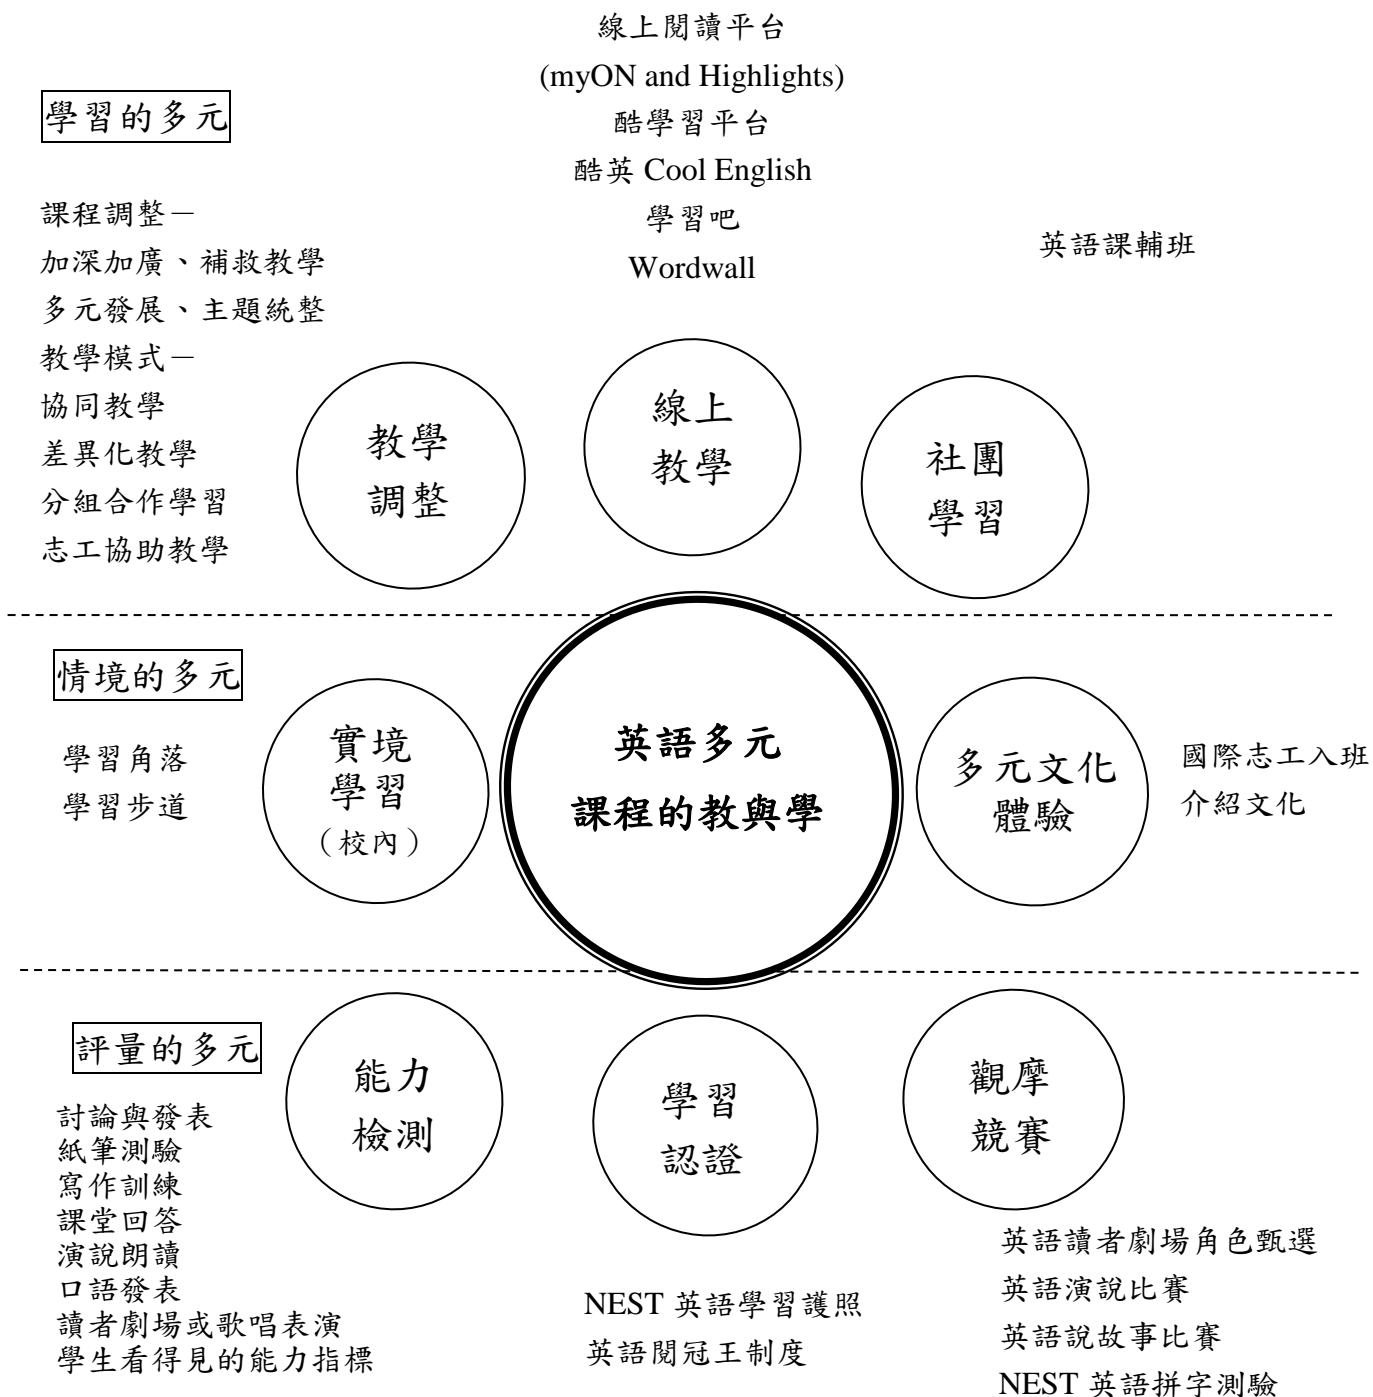 線上閱讀平台
(myON and Highlights)
酷學習平台
酷英 Cool English
學習吧
Wordwall
學習的多元
課程調整－
加深加廣、補救教學
多元發展、主題統整
教學模式－
協同教學
差異化教學
分組合作學習
志工協助教學
英語課輔班
教學
調整
線上
教學
社團
學習
情境的多元
學習角落
學習步道
實境
學習
（校內）
英語多元
課程的教與學
多元文化
體驗
國際志工入班
介紹文化
評量的多元
討論與發表
紙筆測驗
寫作訓練
課堂回答
演說朗讀
口語發表
讀者劇場或歌唱表演
學生看得見的能力指標
能力
檢測
學習
認證
觀摩
競賽
NEST 英語學習護照
英語閱冠王制度
英語讀者劇場角色甄選
英語演說比賽
英語說故事比賽
NEST 英語拼字測驗